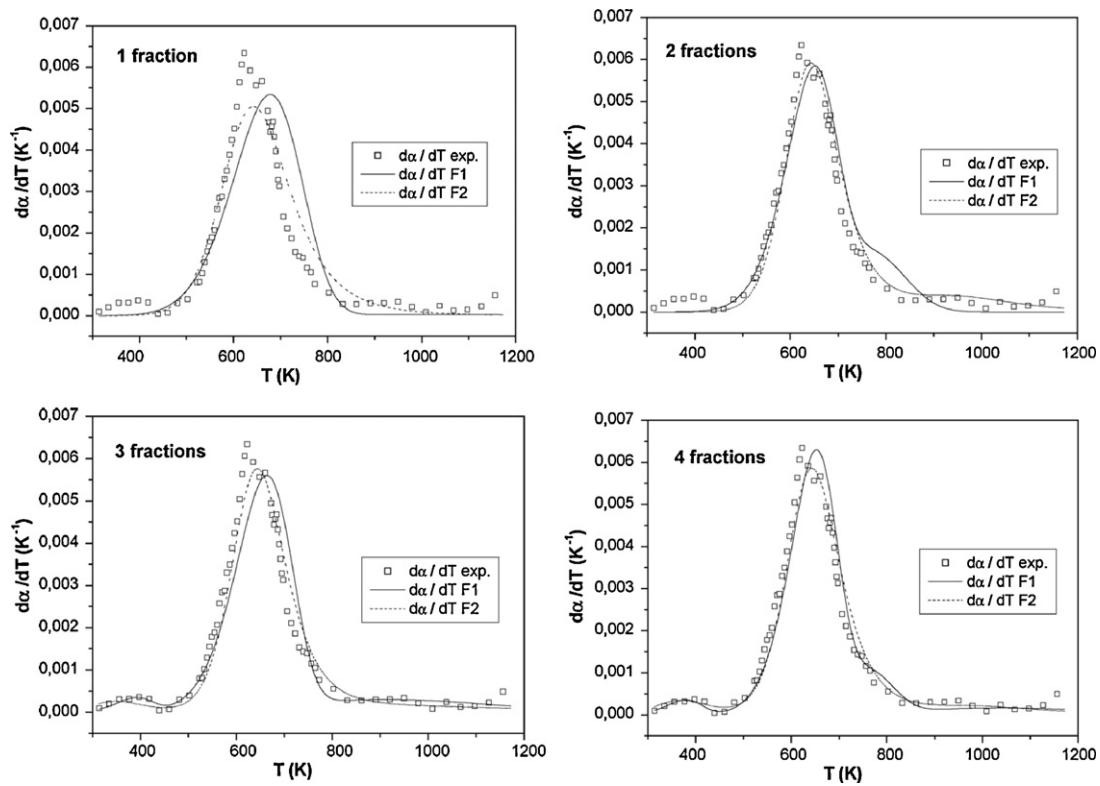 1 fraction
0,007
0,006
0,005
0,004
0,003
0,002
0,001
0,000
dα/dT (K⁻¹)
dα / dT exp.
dα / dT F1
dα / dT F2
400 600 800 1000 1200
T (K)
2 fractions
0,007
0,006
0,005
0,004
0,003
0,002
0,001
0,000
dα/dT (K⁻¹)
dα / dT exp.
dα / dT F1
dα / dT F2
400 600 800 1000 1200
T (K)
3 fractions
0,007
0,006
0,005
0,004
0,003
0,002
0,001
0,000
dα/dT (K⁻¹)
dα / dT exp.
dα / dT F1
dα / dT F2
400 600 800 1000 1200
T (K)
4 fractions
0,007
0,006
0,005
0,004
0,003
0,002
0,001
0,000
dα/dT (K⁻¹)
dα / dT exp.
dα / dT F1
dα / dT F2
400 600 800 1000 1200
T (K)